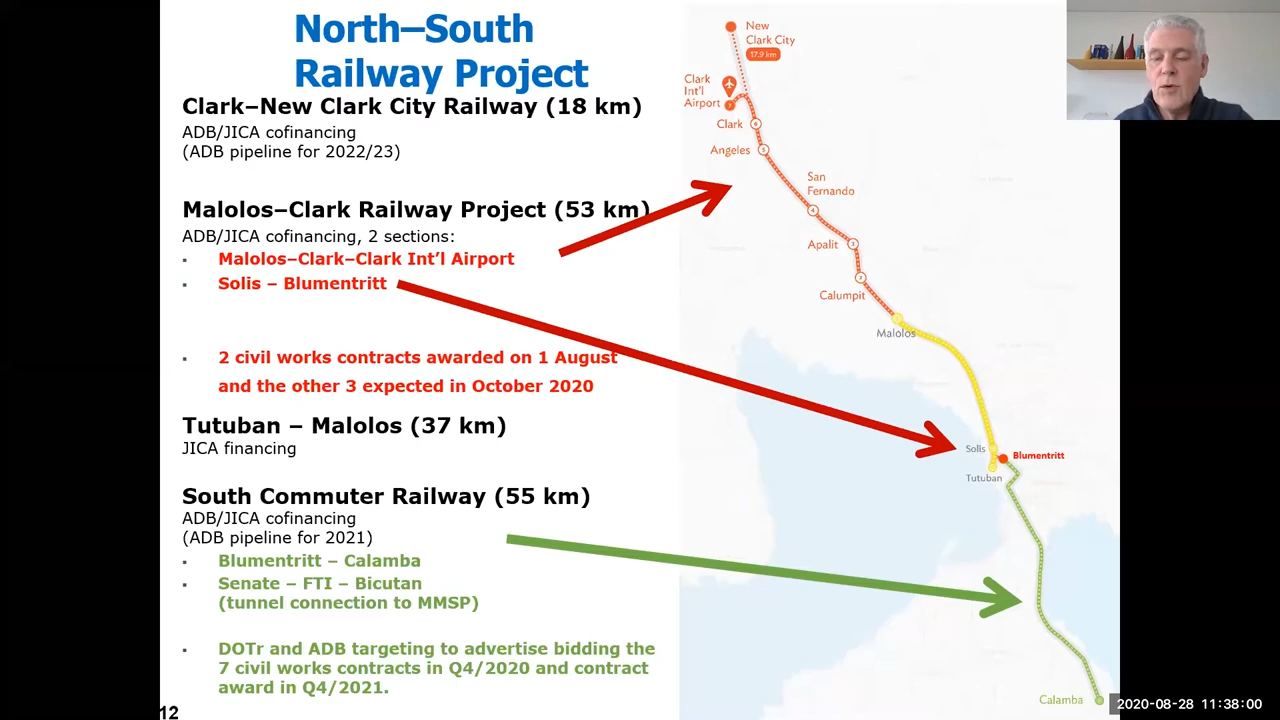 North–South
Railway Project
Clark–New Clark City Railway (18 km)
ADB/JICA cofinancing
(ADB pipeline for 2022/23)
Malolos–Clark Railway Project (53 km)
ADB/JICA cofinancing, 2 sections:
▪ Malolos–Clark–Clark Int’l Airport
▪ Solis – Blumentritt
▪ 2 civil works contracts awarded on 1 August
and the other 3 expected in October 2020
Tutuban – Malolos (37 km)
JICA financing
South Commuter Railway (55 km)
ADB/JICA cofinancing
(ADB pipeline for 2021)
▪ Blumentritt – Calamba
▪ Senate – FTI – Bicutan
(tunnel connection to MMSP)
▪ DOTr and ADB targeting to advertise bidding the
7 civil works contracts in Q4/2020 and contract
award in Q4/2021.
12
New
Clark City
17.9 km
Clark
Int'l
Airport
7
Clark
6
Angeles
5
San
Fernando
4
Apalit
3
2
Calumpit
Malolos
Solis
Blumentritt
Tutuban
Calamba
2020-08-28 11:38:00